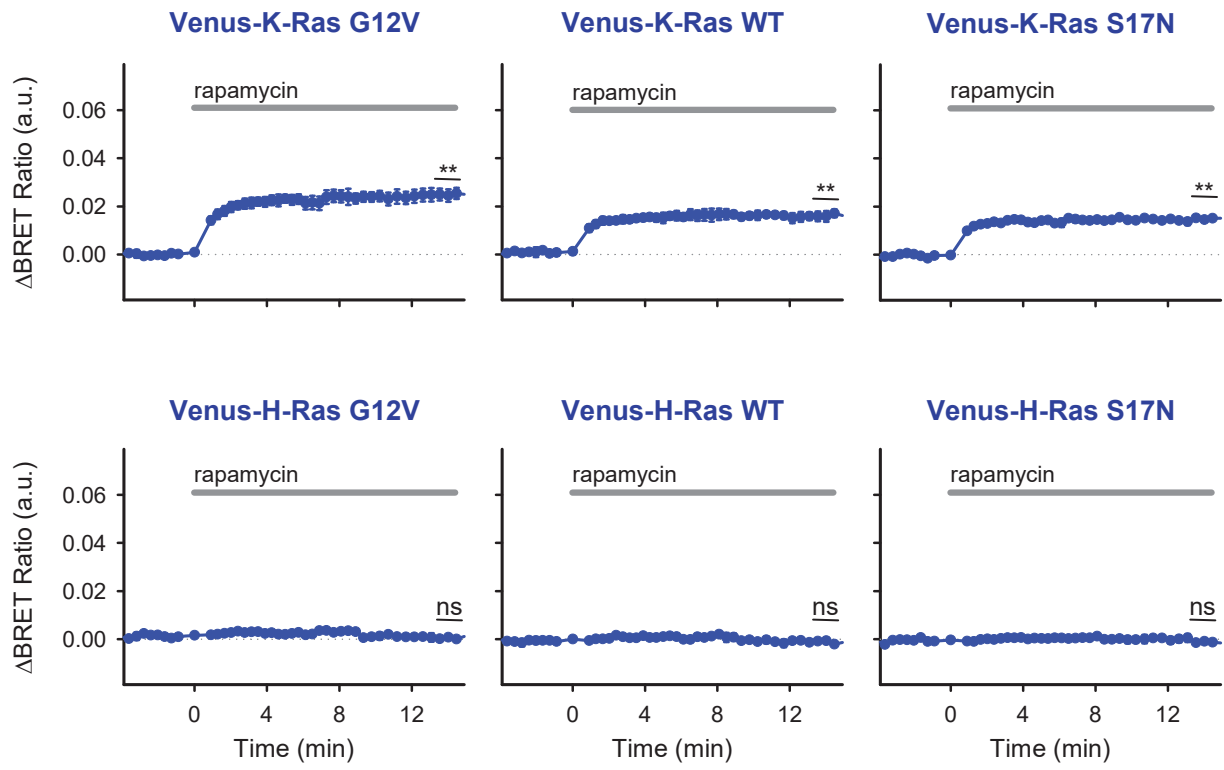 Venus-K-Ras G12V
Venus-K-Ras WT
Venus-K-Ras S17N
ΔBRET Ratio (a.u.)
0.06
0.04
0.02
0.00
rapamycin
**
rapamycin
**
rapamycin
**
Venus-H-Ras G12V
Venus-H-Ras WT
Venus-H-Ras S17N
ΔBRET Ratio (a.u.)
0.06
0.04
0.02
0.00
rapamycin
ns
rapamycin
ns
rapamycin
ns
0 4 8 12
0 4 8 12
0 4 8 12
Time (min)
Time (min)
Time (min)